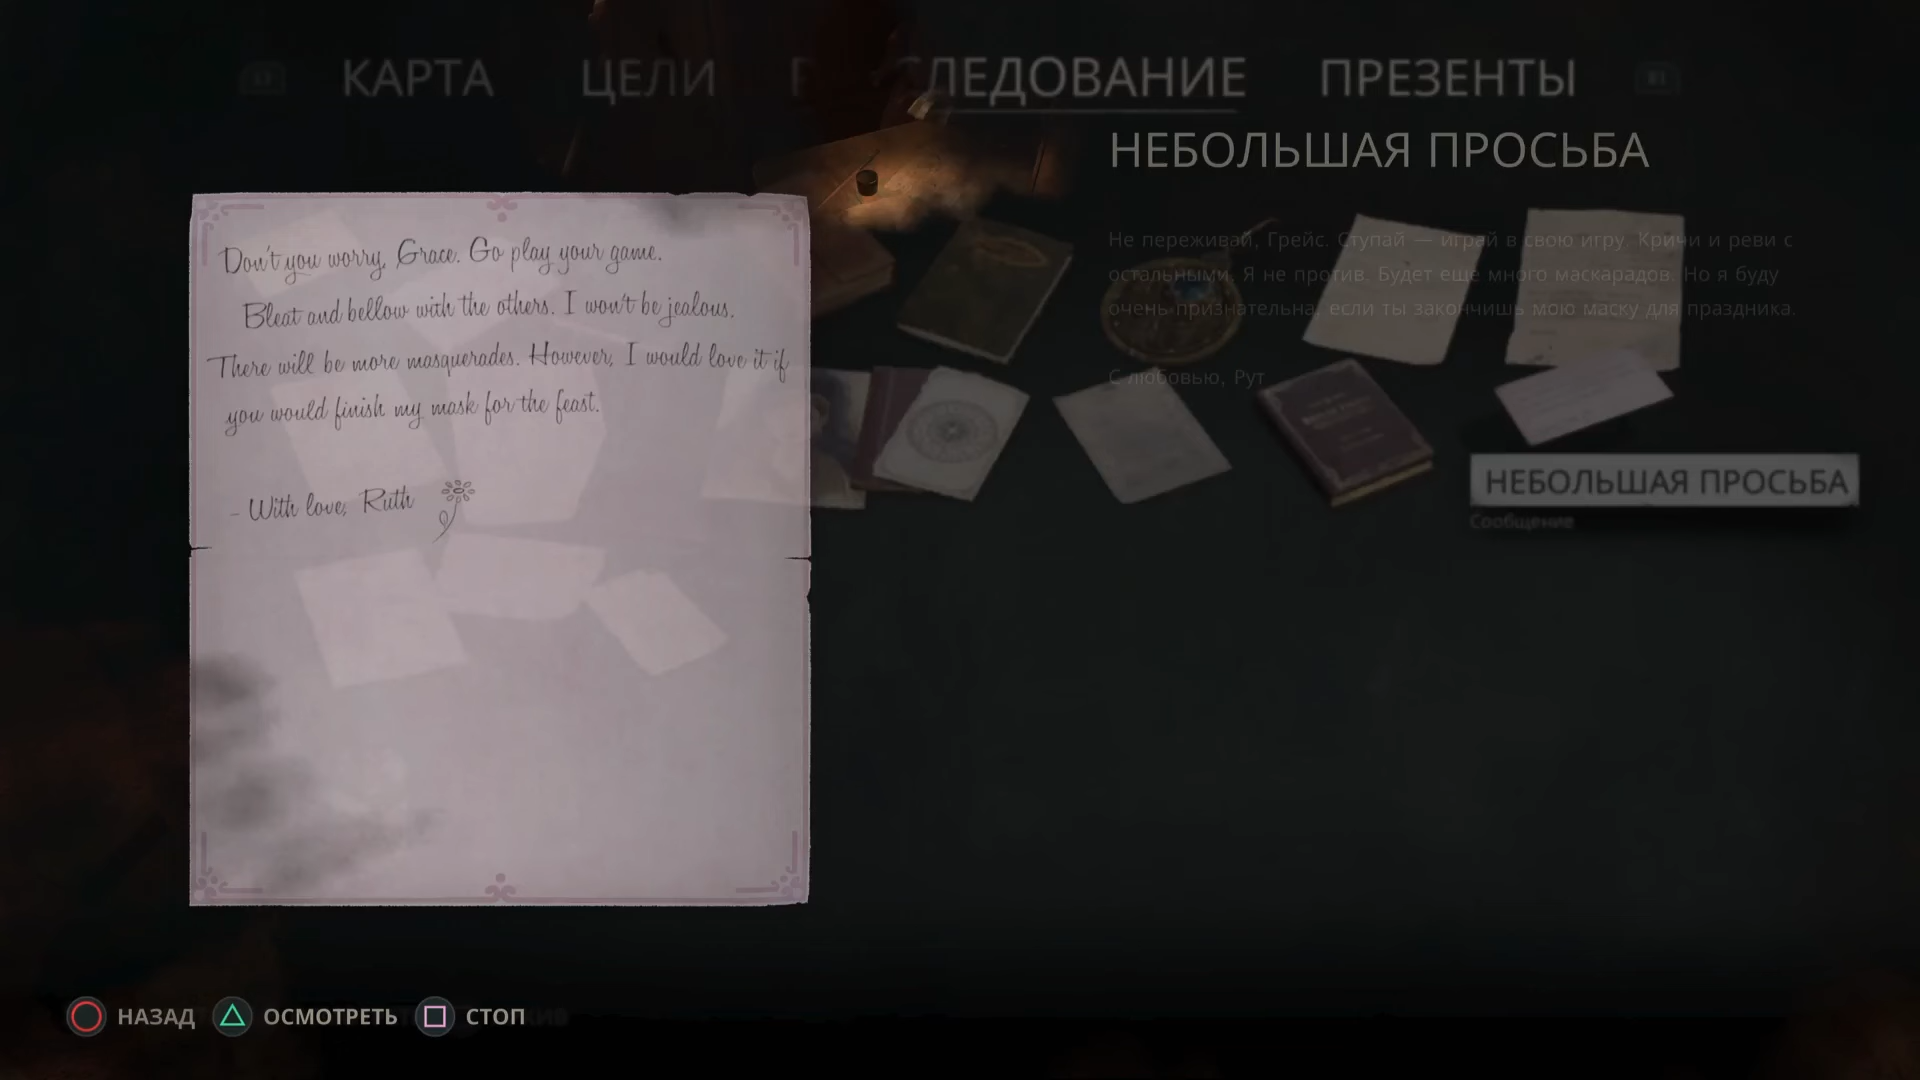 КАРТА ЦЕЛИ СЛЕДОВАНИЕ ПРЕЗЕНТЫ
НЕБОЛЬШАЯ ПРОСЬБА
Don't you worry, Grace. Go play your game.
Bleat and bellow with the others. I won't be jealous.
There will be more masquerades. However, I would love it if
you would finish my mask for the feast.
- With love, Ruth
Не переживай, Грейс. Ступай — играй в свою игру. Кричи и реви с
остальными. Я не против. Будет еще много маскарадов. Но я буду
очень признательна, если ты закончишь мою маску для праздника.
С любовью, Рут
НЕБОЛЬШАЯ ПРОСЬБА
Сообщение
НАЗАД ОСМОТРЕТЬ СТОП